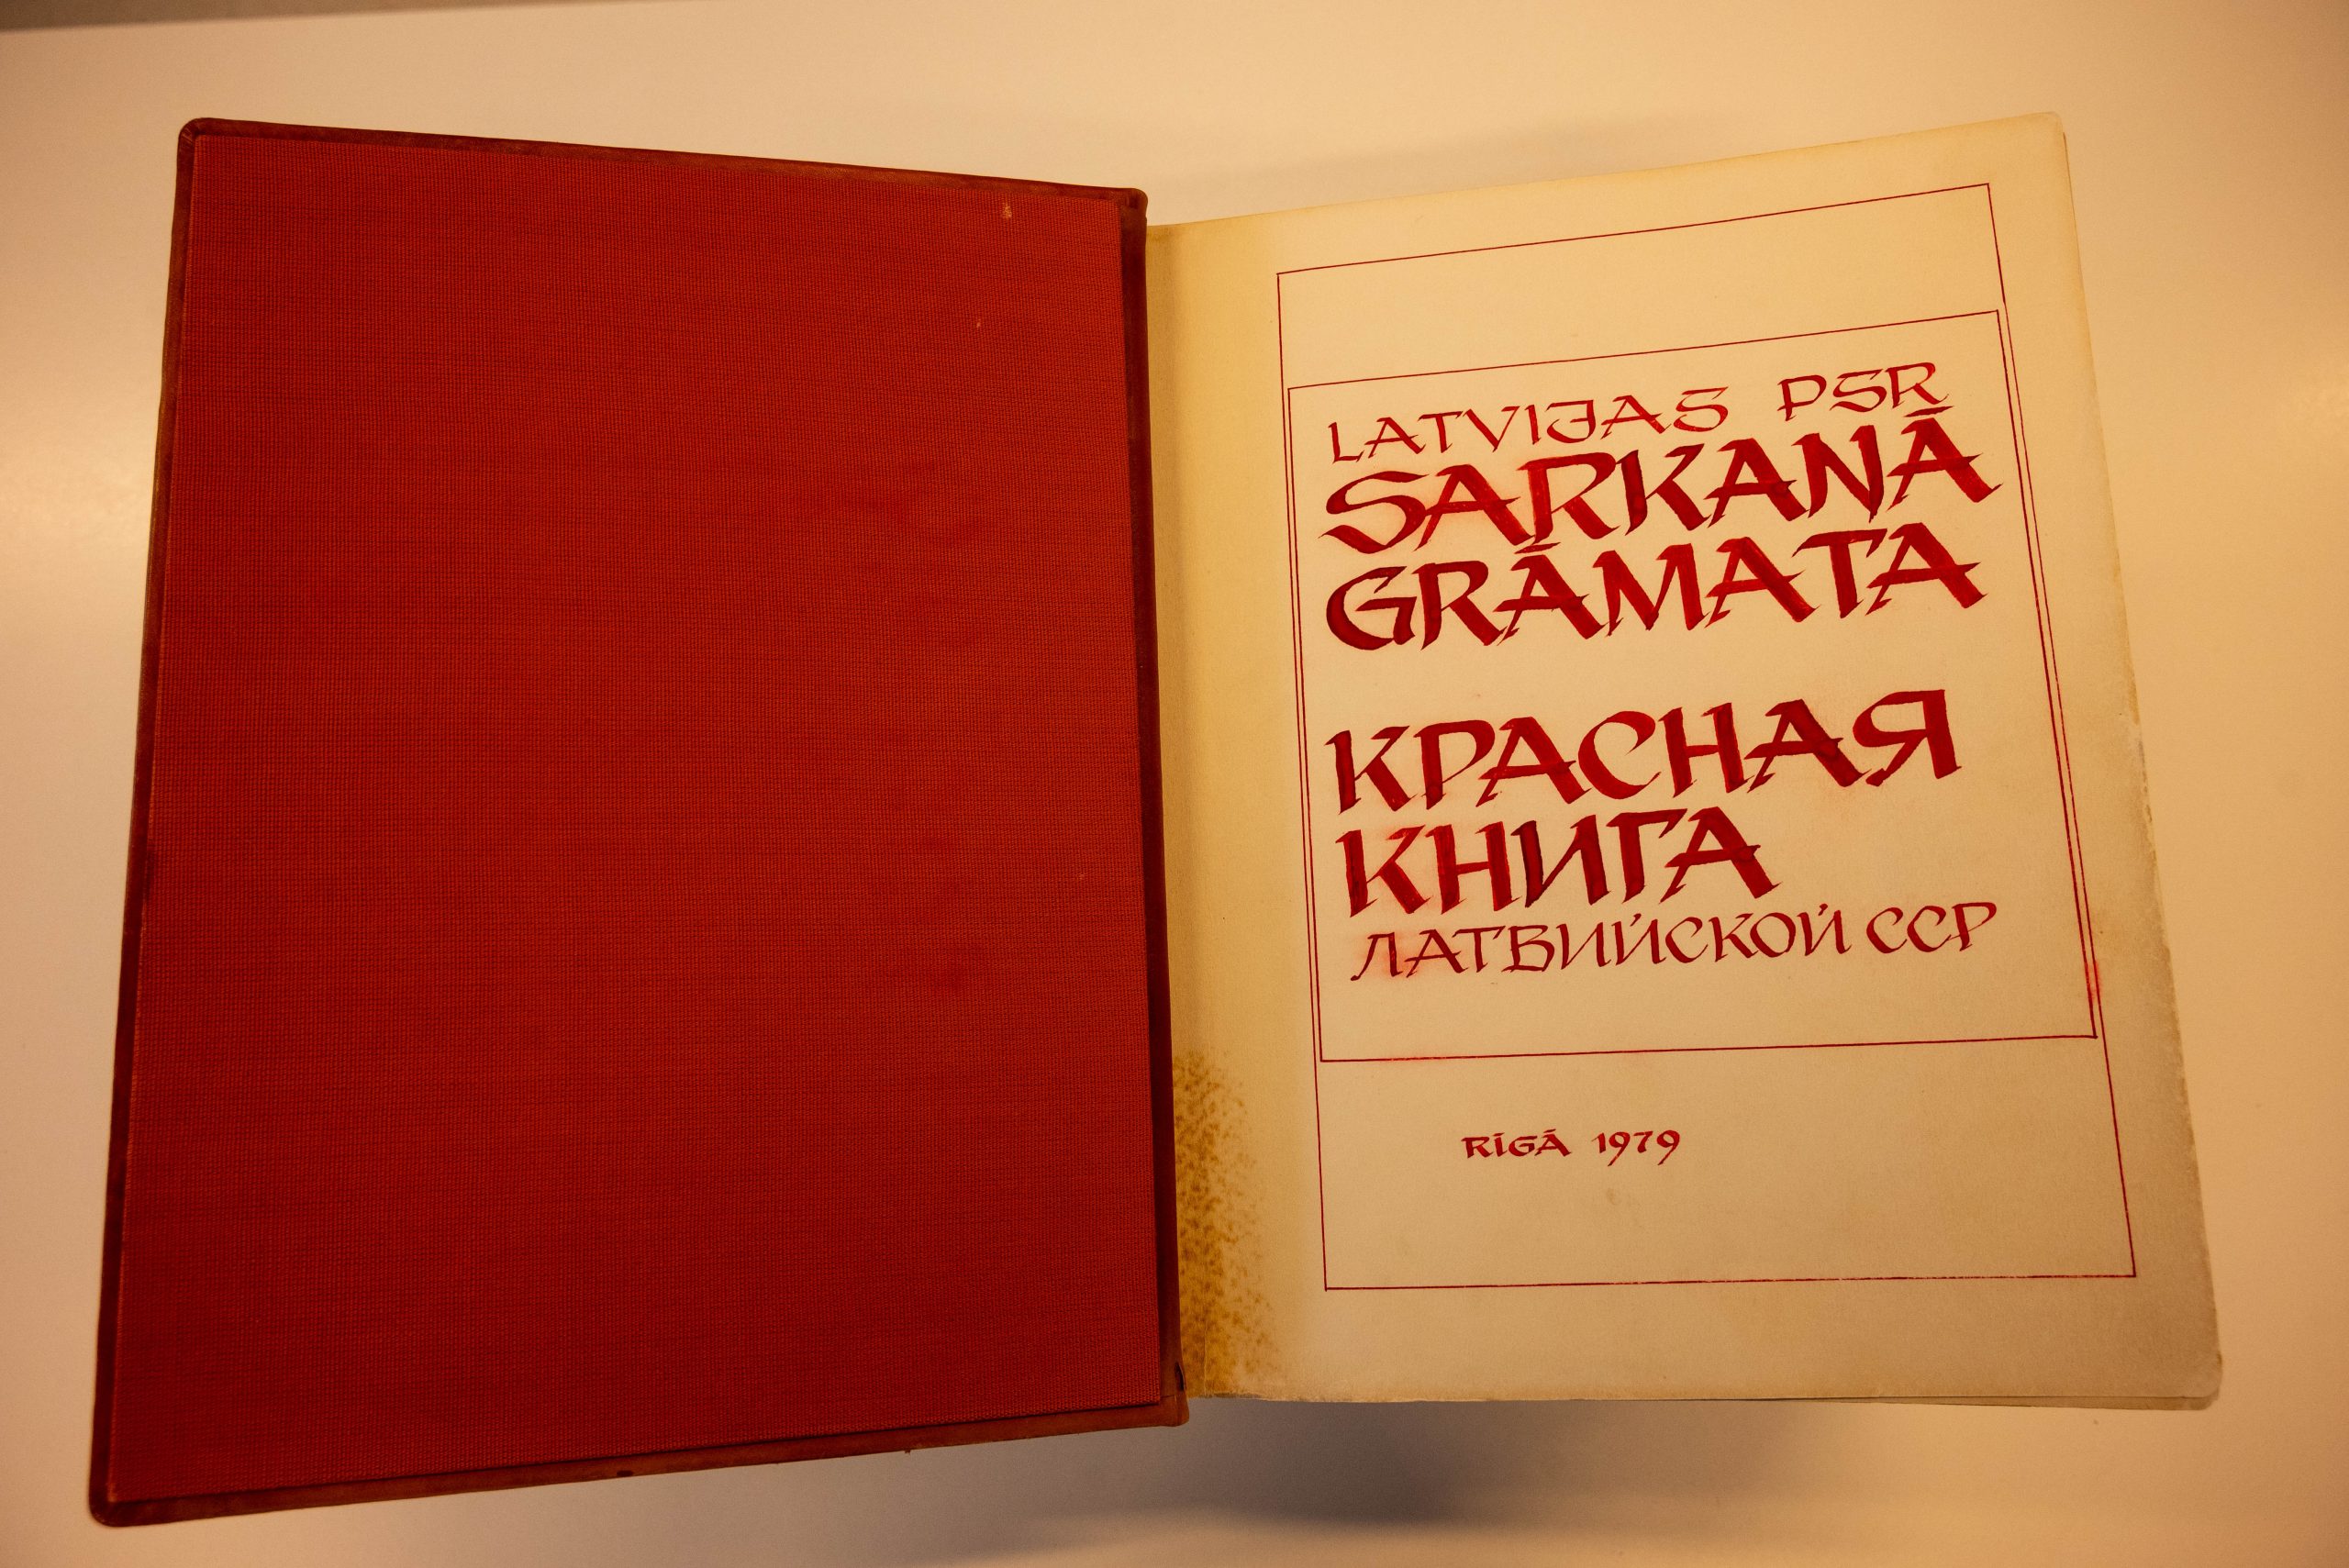 LATVIJAS PSR
SARKANĀ
GRĀMATA
КРАСНАЯ
КНИГА
ЛАТВИЙСКОЙ ССР
RĪGĀ 1979